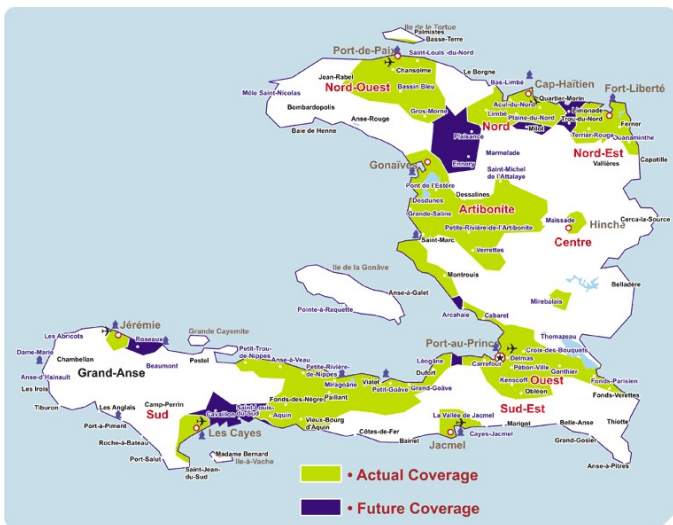 Ile de la Tortue
Palmistes
Basse-Terre
Port-de-Paix
Saint-Louis -du-Nord
Chansolme
Le Borgne
Bas-Limbé
Cap-Haïtien
Fort-Liberté
Jean-Rabel
Nord-Ouest
Bassin Bleu
Môle Saint-Nicolas
Quartier-Morin
Acul-du-Nord
Limonade
Bombardopolis
Gros-Morne
Limbé
Plaine-du-Nord
Trou-du-Nord
Ferrier
Anse-Rouge
Nord
Milot
Terrier-Rouge
Ouanaminthe
Baie de Henne
Plaisance
Nord-Est
Marmelade
Ennery
Vallières
Capotille
Gonaïves
Saint-Michel
de l'Attalaye
Pont de l'Estère
Dessalines
Desdunes
Artibonite
Grande-Saline
Maissade
Hinche
Cerca-la-Source
Petite-Rivière-de-l'Artibonite
Saint-Marc
Centre
Verrettes
Ile de la Gonâve
Montrouis
Belladère
Anse-à-Galet
Mirebalais
Pointe-à-Raquette
Arcahaie
Cabaret
Grande Cayemite
Jérémie
Les Abricots
Roseaux
Port-au-Prince
Thomazeau
Croix-des-Bouquets
Dame-Marie
Chambellan
Beaumont
Pestel
Petit-Trou-
de-Nippes
Anse-à-Veau
Petite-Rivière-
de-Nippes
Léogâne
Carrefour
Delmas
Pétion-Ville
Ganthier
Anse-d'Hainault
Grand-Anse
Miragoâne
Vialet
Dufort
Kenscoff
Ouest
Fonds-Parisien
Les Irois
Petit-Goâve
Grand-Goâve
Obléon
Fonds-Verrettes
Tiburon
Les Anglais
Camp-Perrin
Saint-Louis-
du-Sud
Cavaillon
Fonds-des-Nègre
Paillant
Sud-Est
Sud
Aquin
Vieux-Bourg
d'Aquin
La Vallée de Jacmel
Marigot
Belle-Anse
Thiotte
Port-à-Piment
Les Cayes
Côtes-de-Fer
Bainet
Cayes-Jacmel
Grand-Gosier
Roche-à-Bateau
Jacmel
Port-Salut
Madame Bernard
Ile-à-Vache
Anse-à-Pitres
Saint-Jean-
du-Sud
• Actual Coverage
• Future Coverage